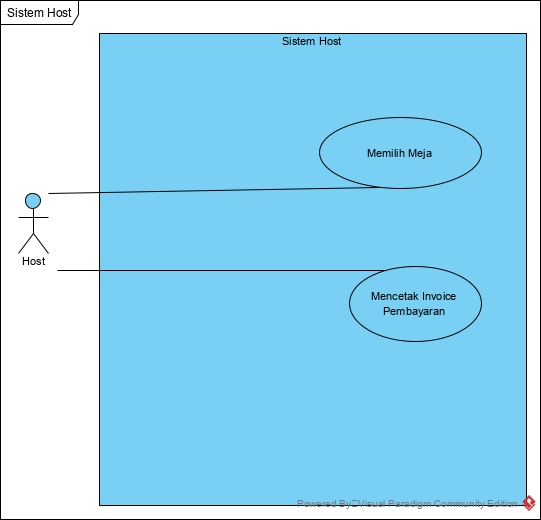 Sistem Host
Sistem Host
Memilih Meja
Host
Mencetak Invoice
Pembayaran
Powered By Visual Paradigm Community Edition